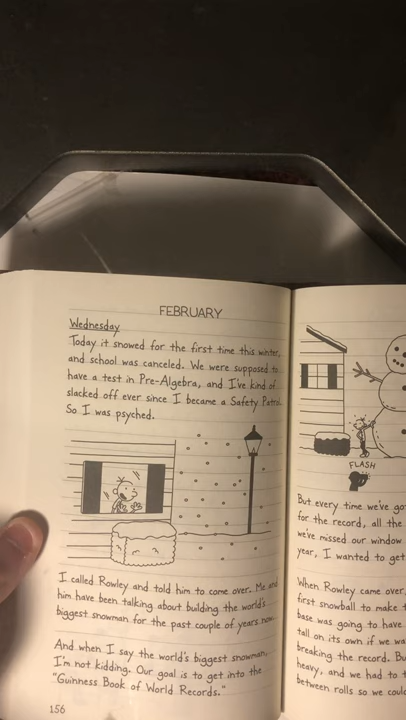 FEBRUARY
Wednesday
Today it snowed for the first time this winter,
and school was canceled. We were supposed to
have a test in Pre-Algebra, and I've kind of
slacked off ever since I became a Safety Patrol.
So I was psyched.
I called Rowley and told him to come over. Me and
him have been talking about building the world's
biggest snowman for the past couple of years now.
And when I say the world's biggest snowman,
I'm not kidding. Our goal is to get into the
"Guinness Book of World Records."
156
FLASH
But every time we've go
for the record, all the
we've missed our window
year, I wanted to get
When Rowley came over,
first snowball to make t
base was going to have
tall on its own if we wa
breaking the record. Bu
heavy, and we had to t
between rolls so we coul